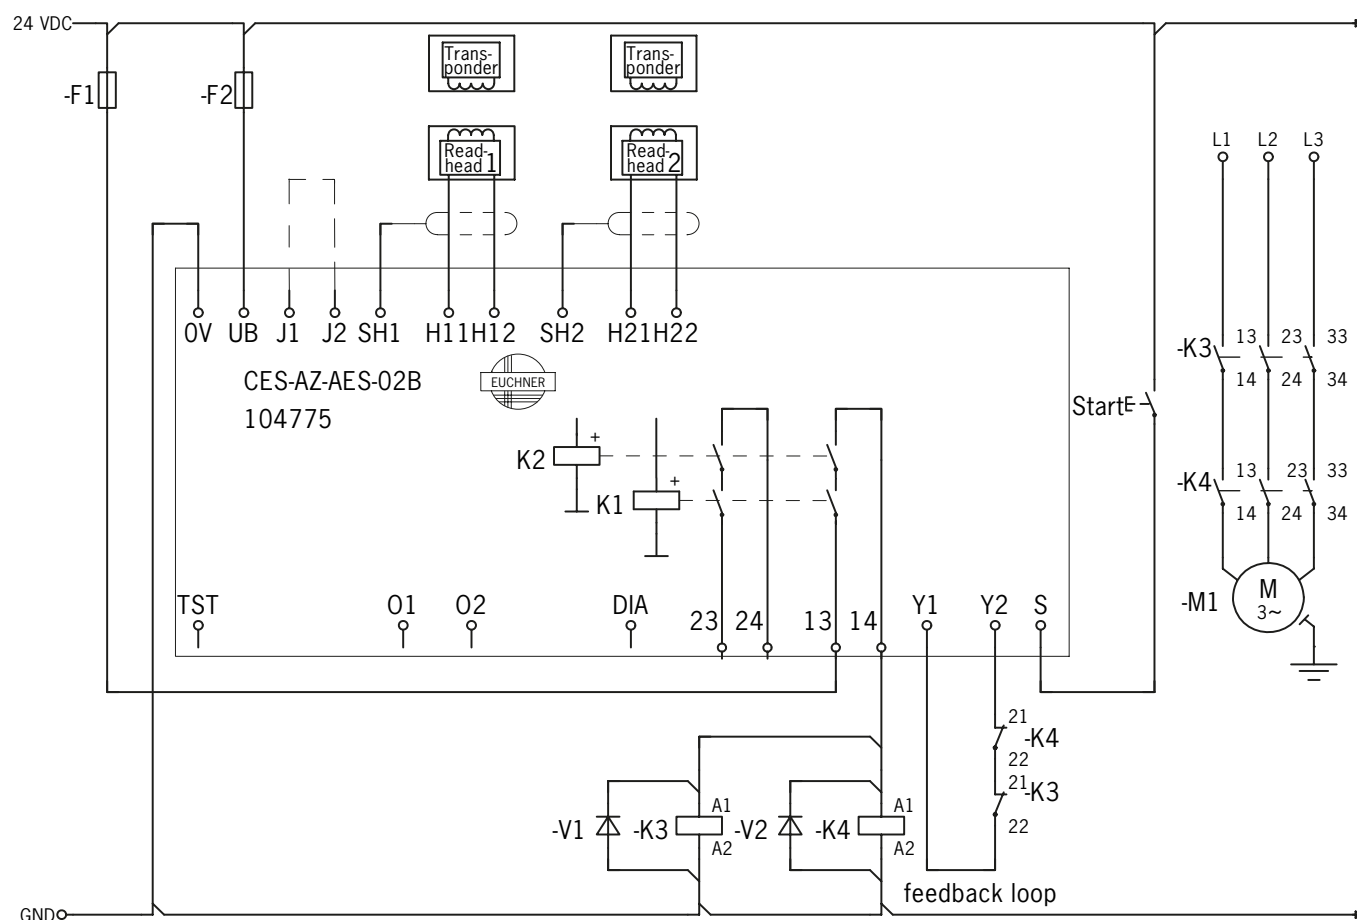 24 VDC
-F1
-F2
Trans-
ponder
Trans-
ponder
Read-
head 1
Read-
head 2
L1 L2 L3
0V UB J1 J2 SH1 H11 H12 SH2 H21 H22
CES-AZ-AES-02B
104775
EUCHNER
K2 +
K1 +
StartE
-K3 13 23 33
14 24 34
-K4 13 23 33
14 24 34
M
3~
-M1
TST O1 O2 DIA 23 24 13 14 Y1 Y2 S
21
-K4
22
21
-K3
22
-V1 -K3 A1
A2
-V2 -K4 A1
A2
feedback loop
GND